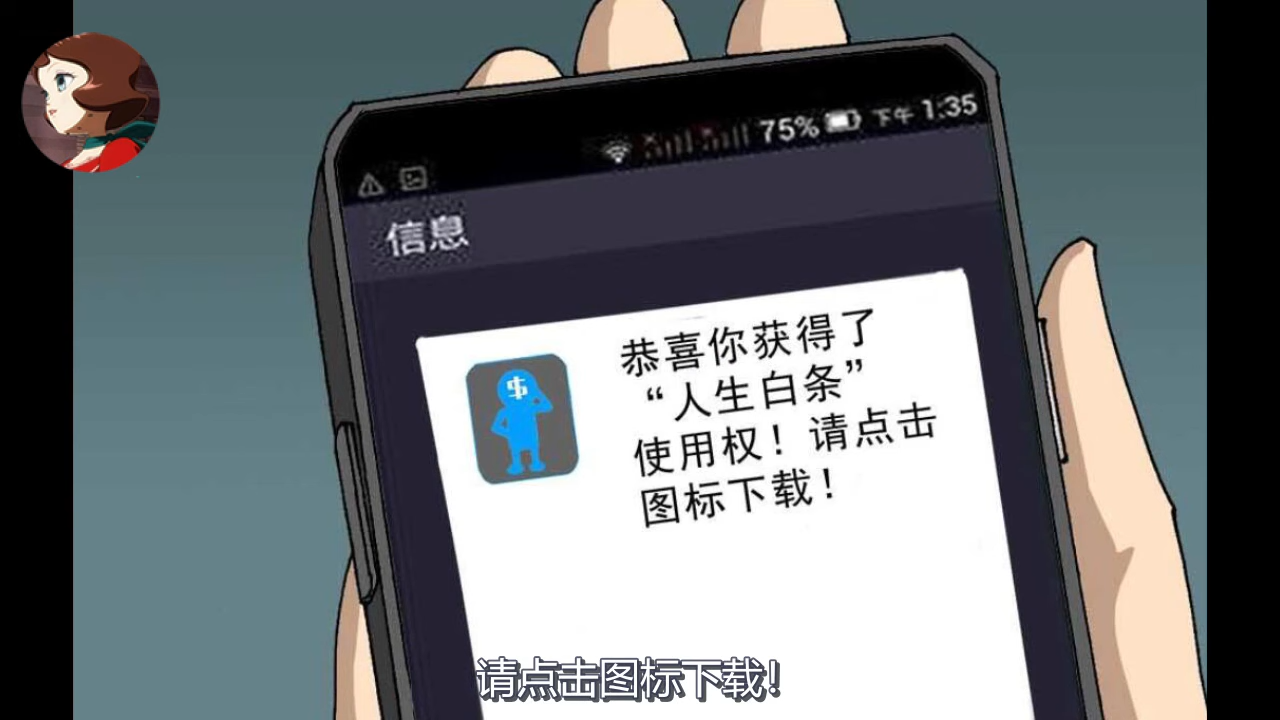 75% 下午 1:35
信息
$
恭喜你获得了
“人生白条”
使用权！请点击
图标下载！
请点击图标下载！